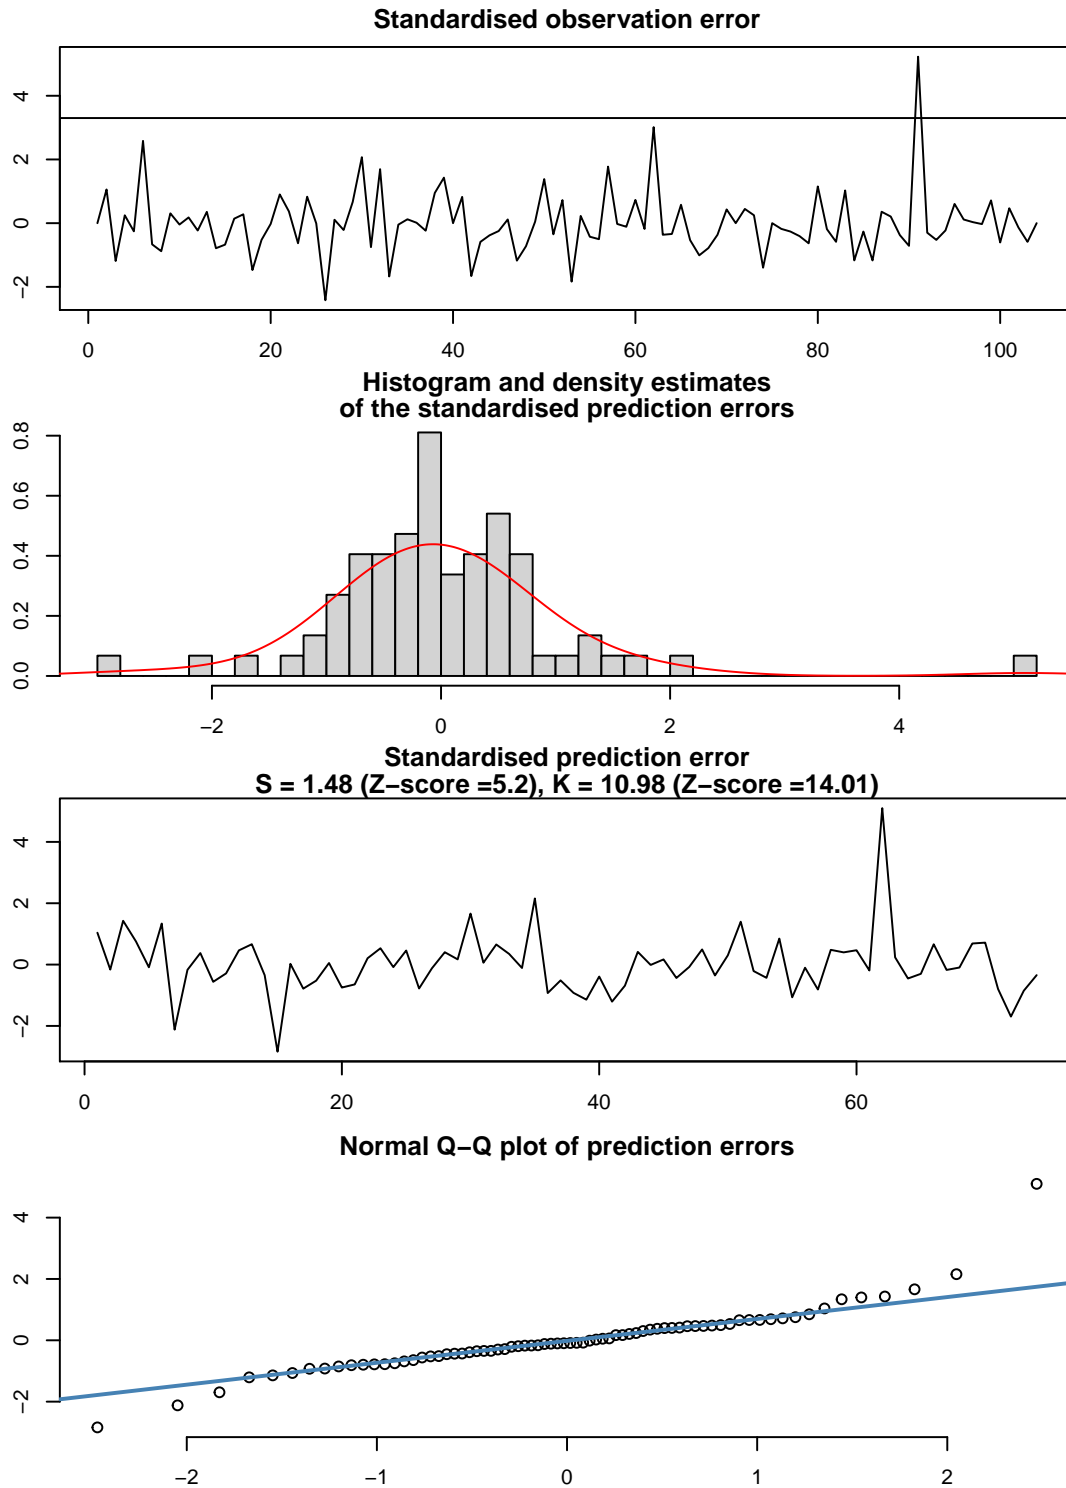 Standardised observation error
4
2
0
−2
0 20 40 60 80 100
Histogram and density estimates
of the standardised prediction errors
0.8
0.6
0.4
0.2
0.0
−2 0 2 4
Standardised prediction error
S = 1.48 (Z−score =5.2), K = 10.98 (Z−score =14.01)
4
2
0
−2
0 20 40 60
Normal Q−Q plot of prediction errors
4
2
0
−2
−2 −1 0 1 2